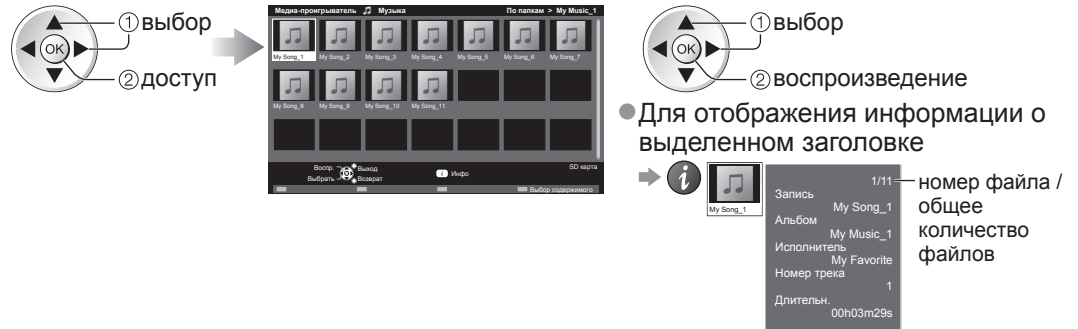 ①выбор
OK
②доступ
Медиа-проигрыватель Музыка По папкам > My Music_1
My Song_1 My Song_2 My Song_3 My Song_4 My Song_5 My Song_6 My Song_7
My Song_8 My Song_9 My Song_10 My Song_11
Воспр. Выход
Выбрать Возврат
i Инфо
SD карта
Выбор содержимого
①выбор
OK
②воспроизведение
●Для отображения информации о
выделенном заголовке
i
My Song_1
1/11
Запись
My Song_1
Альбом
My Music_1
Исполнитель
My Favorite
Номер трека
1
Длительн.
00h03m29s
номер файла /
общее
количество
файлов